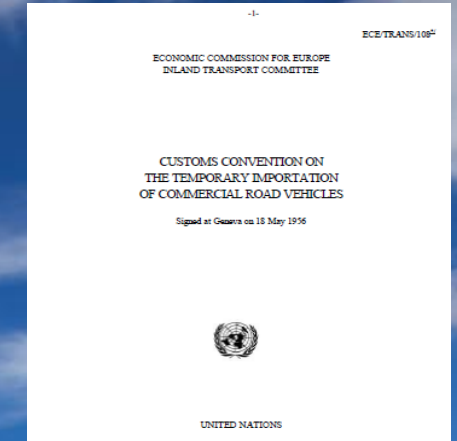 -1-
ECE/TRANS/108
ECONOMIC COMMISSION FOR EUROPE
INLAND TRANSPORT COMMITTEE
CUSTOMS CONVENTION ON
THE TEMPORARY IMPORTATION
OF COMMERCIAL ROAD VEHICLES
Signed at Geneva on 18 May 1956
UNITED NATIONS